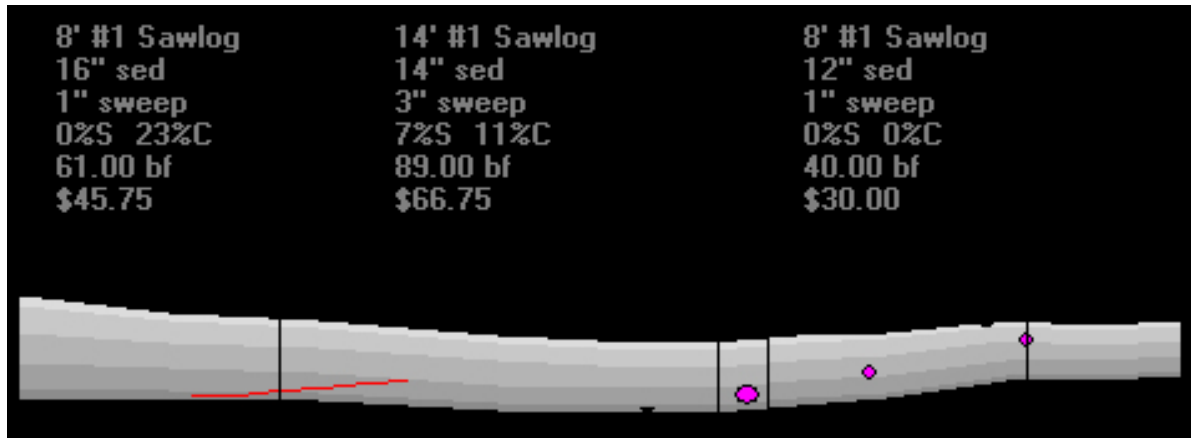 8' #1 Sawlog
16" sed
1" sweep
0%S 23%C
61.00 bf
$45.75
14' #1 Sawlog
14" sed
3" sweep
7%S 11%C
89.00 bf
$66.75
8' #1 Sawlog
12" sed
1" sweep
0%S 0%C
40.00 bf
$30.00